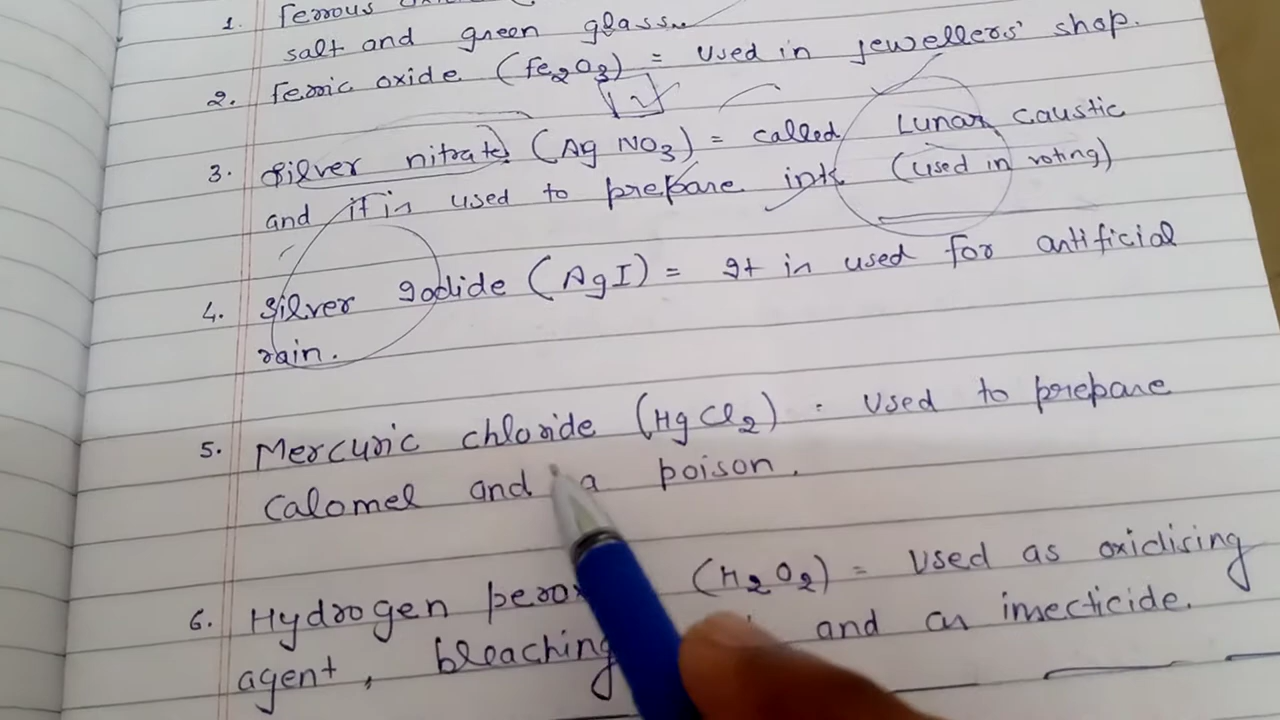 1. ferrous
salt and green glass
2. ferric oxide (Fe2O3) = used in jewellers' shop.
3. Silver nitrate (AgNO3) = called Lunar caustic
and it is used to prepare ink (used in voting)
4. Silver Iodide (AgI) = It is used for artificial
rain.
5. Mercuric chloride (HgCl2) = Used to prepare
Calomel and a poison.
6. Hydrogen perox (H2O2) = Used as oxidising
agent, bleaching and as insecticide.